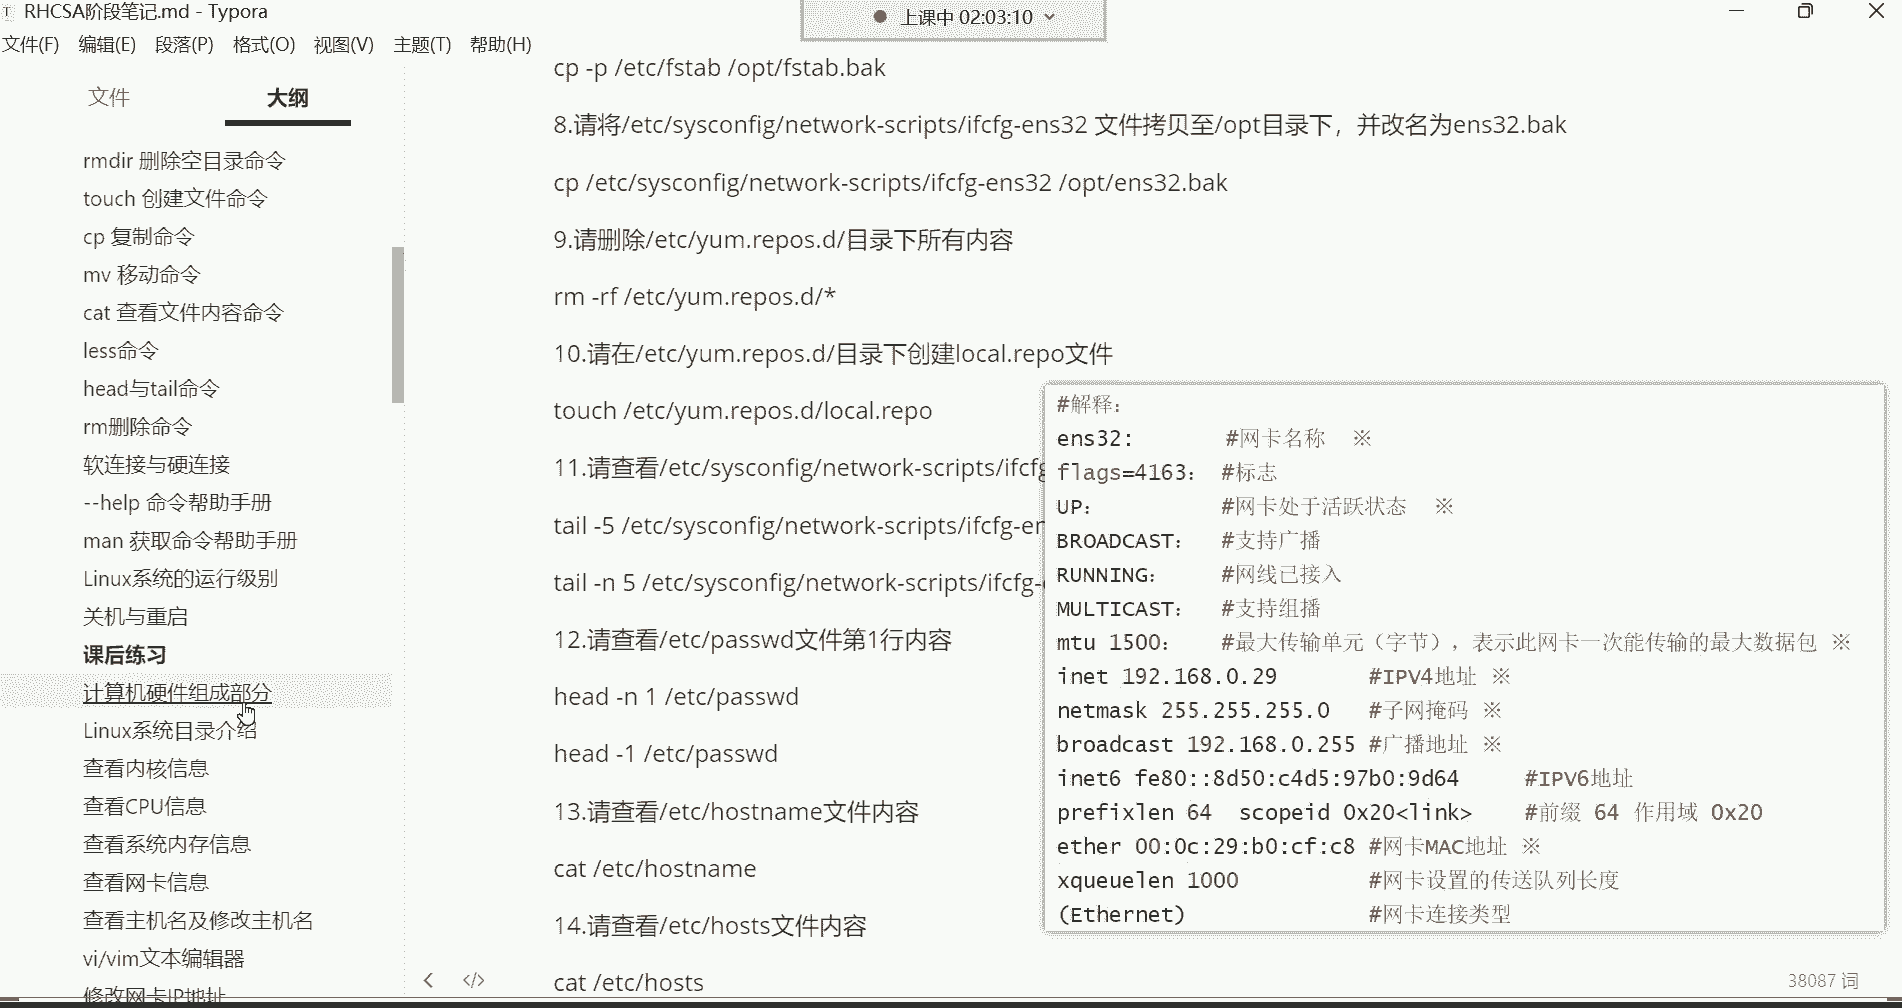 RHCSA阶段笔记.md - Typora
上课中 02:03:10
文件(F) 编辑(E) 段落(P) 格式(O) 视图(V) 主题(T) 帮助(H)
文件 大纲
rmdir 删除空目录命令
touch 创建文件命令
cp 复制命令
mv 移动命令
cat 查看文件内容命令
less命令
head与tail命令
rm删除命令
软连接与硬连接
--help 命令帮助手册
man 获取命令帮助手册
Linux系统的运行级别
关机与重启
课后练习
计算机硬件组成部分
Linux系统目录介绍
查看内核信息
查看CPU信息
查看系统内存信息
查看网卡信息
查看主机名及修改主机名
vi/vim文本编辑器
修改网卡IP地址
cp -p /etc/fstab /opt/fstab.bak
8.请将/etc/sysconfig/network-scripts/ifcfg-ens32 文件拷贝至/opt目录下，并改名为ens32.bak
cp /etc/sysconfig/network-scripts/ifcfg-ens32 /opt/ens32.bak
9.请删除/etc/yum.repos.d/目录下所有内容
rm -rf /etc/yum.repos.d/*
10.请在/etc/yum.repos.d/目录下创建local.repo文件
touch /etc/yum.repos.d/local.repo
11.请查看/etc/sysconfig/network-scripts/ifcfg
tail -5 /etc/sysconfig/network-scripts/ifcfg-en
tail -n 5 /etc/sysconfig/network-scripts/ifcfg-
12.请查看/etc/passwd文件第1行内容
head -n 1 /etc/passwd
head -1 /etc/passwd
13.请查看/etc/hostname文件内容
cat /etc/hostname
14.请查看/etc/hosts文件内容
cat /etc/hosts
#解释：
ens32: #网卡名称 ※
flags=4163： #标志
UP： #网卡处于活跃状态 ※
BROADCAST： #支持广播
RUNNING： #网线已接入
MULTICAST： #支持组播
mtu 1500： #最大传输单元（字节），表示此网卡一次能传输的最大数据包 ※
inet 192.168.0.29 #IPV4地址 ※
netmask 255.255.255.0 #子网掩码 ※
broadcast 192.168.0.255 #广播地址 ※
inet6 fe80::8d50:c4d5:97b0:9d64 #IPV6地址
prefixlen 64 scopeid 0x20<link> #前缀 64 作用域 0x20
ether 00:0c:29:b0:cf:c8 #网卡MAC地址 ※
xqueuelen 1000 #网卡设置的传送队列长度
(Ethernet) #网卡连接类型
38087 词